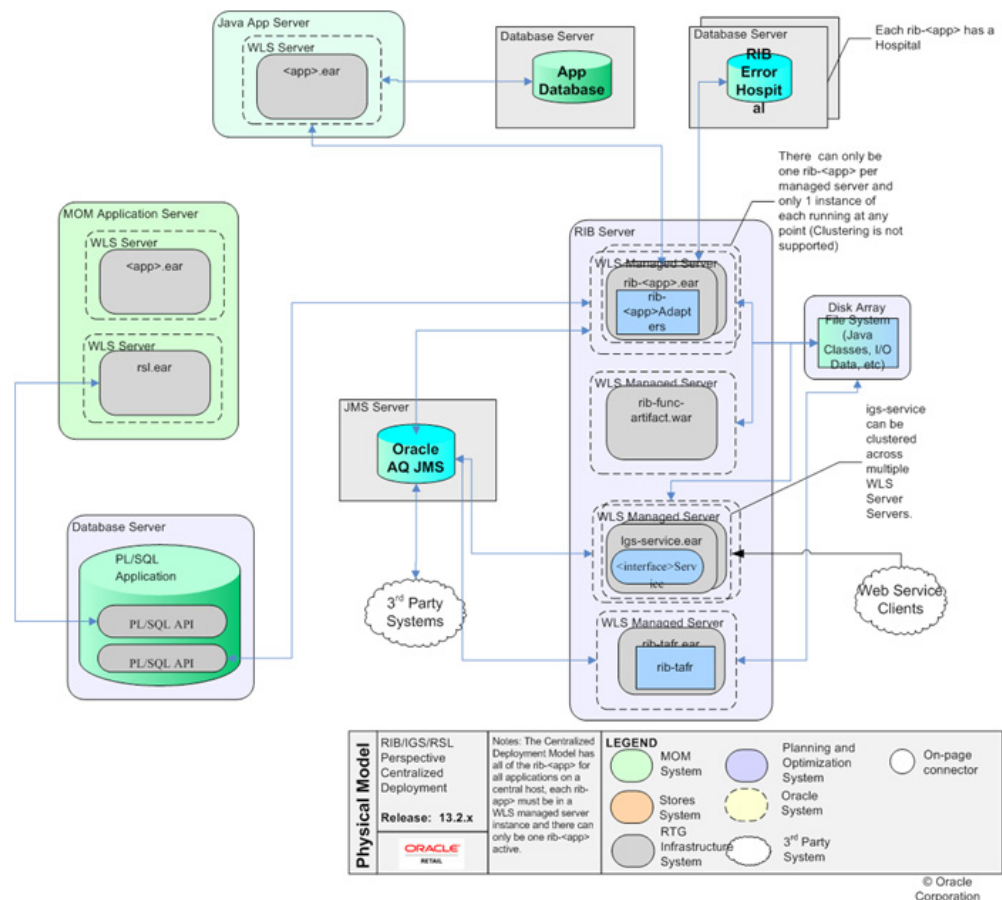 Java App Server
WLS Server
<app>.ear
Database Server
App
Database
Database Server
RIB
Error
Hospit
al
Each rib-<app> has a
Hospital
There can only be
one rib-<app> per
managed server and
only 1 instance of
each running at any
point (Clustering is not
supported)
MOM Application Server
WLS Server
<app>.ear
WLS Server
rsl.ear
RIB Server
WLS Managed Server
rib-<app>.ear
rib-
<app>Adap
ters
Disk Array
File System
(Java
Classes, I/O
Data, etc)
WLS Managed Server
rib-func-
artifact.war
JMS Server
Oracle
AQ JMS
igs-service
can be
clustered
across
multiple
WLS
Server
Servers.
Database Server
PL/SQL
Application
PL/SQL API
PL/SQL API
WLS Managed Server
Igs-service.ear
<interface>Serv
ice
3rd Party
Systems
Web Service
Clients
WLS Managed Server
rib-tafr.ear
rib-tafr
Physical Model
RIB/IGS/RSL
Perspective
Centralized
Deployment
Release: 13.2.x
ORACLE
RETAIL
Notes: The Centralized
Deployment Model has
all of the rib-<app> for
all applications on a
central host, each rib-
app> must be in a
WLS managed server
instance and there can
only be one rib-<app>
active.
LEGEND
MOM
System
Stores
System
RTG
Infrastructure
System
Planning and
Optimization
System
Oracle
System
3rd Party
System
On-page
connector
© Oracle
Corporation